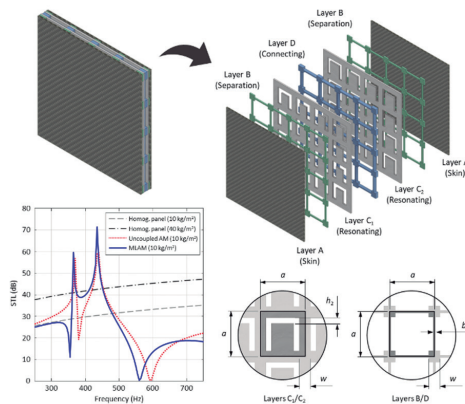 Layer B
(Separation)
Layer D
(Connecting)
Layer B
(Separation)
Layer
(Skin)
Layer C₂
(Resonating)
Layer C₁
(Resonating)
Layer A
(Skin)
80
70
60
50
40
30
20
10
0
STL (dB)
Homog. panel (10 kg/m²)
Homog. panel (40 kg/m²)
Uncoupled AM (10 kg/m²)
MLAM (10 kg/m²)
300 400 500 600 700
Frequency (Hz)
a
a
h₂
w
Layers C₁/C₂
a
a
b
w
Layers B/D